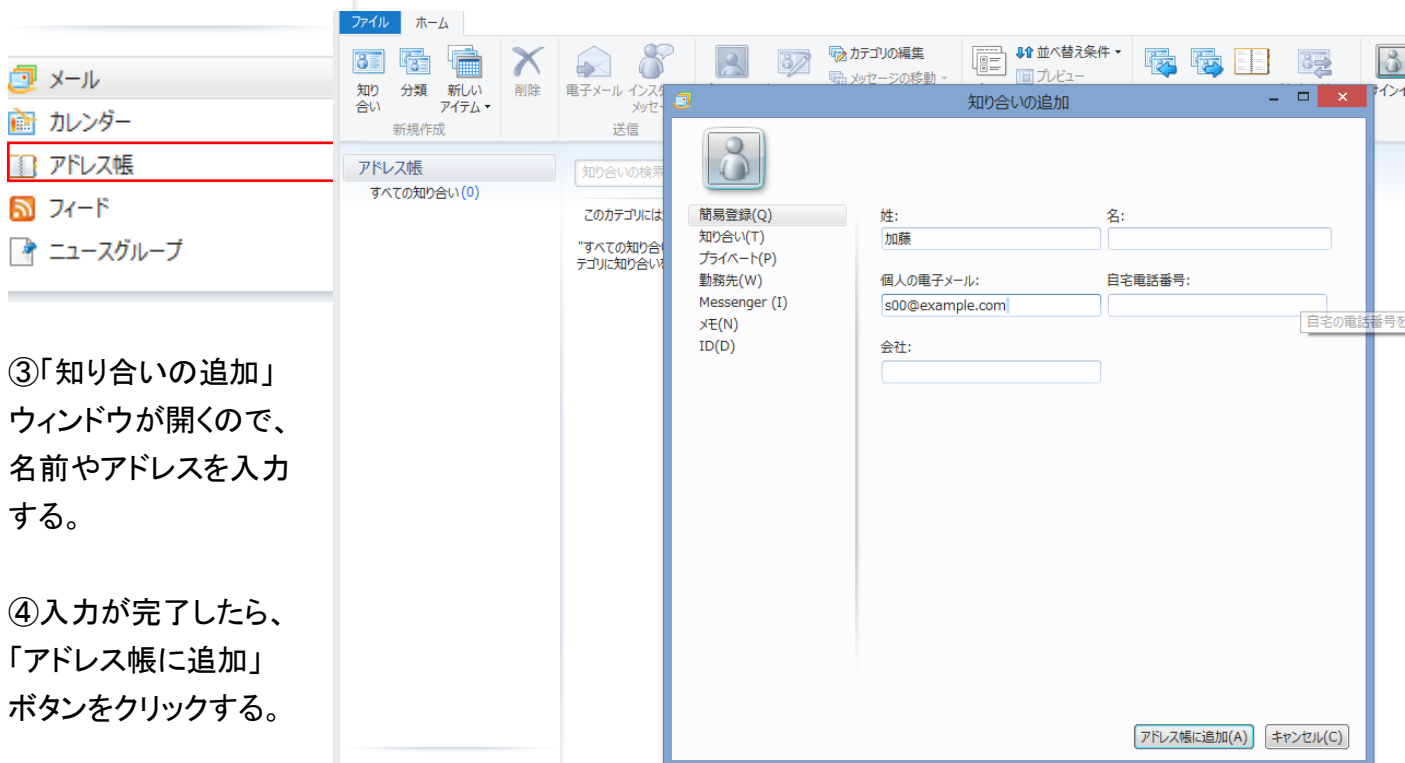 メール
カレンダー
アドレス帳
フィード
ニュースグループ
③「知り合いの追加」
ウィンドウが開くので、
名前やアドレスを入力
する。
④入力が完了したら、
「アドレス帳に追加」
ボタンをクリックする。
ファイル ホーム
知り合い
分類
新しいアイテム
新規作成
削除
電子メール インスタ
メッセー
送信
カテゴリの編集
メッセージの移動
並べ替え条件
プレビュー
サインイ
アドレス帳
すべての知り合い(0)
知り合いの検索
このカテゴリには
"すべての知り合い
テゴリに知り合いを
知り合いの追加
簡易登録(Q)
知り合い(T)
プライベート(P)
勤務先(W)
Messenger (I)
メモ(N)
ID(D)
姓: 名:
加藤
個人の電子メール: 自宅電話番号:
s00@example.com
自宅の電話番号を
会社:
アドレス帳に追加(A) キャンセル(C)